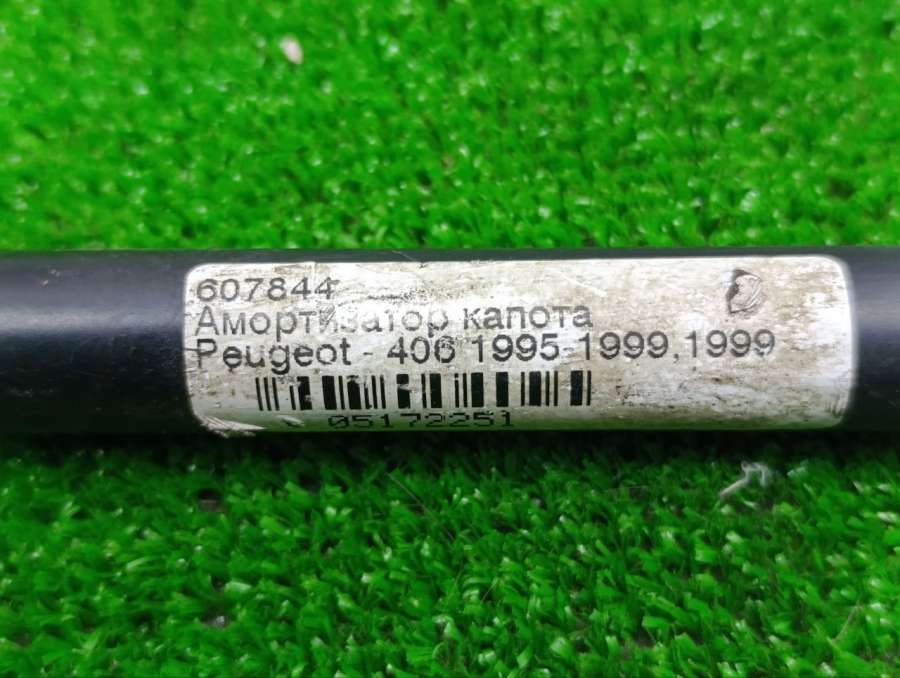 607844
Амортизатор капота
Peugeot - 406 1995-1999,1999
05172251